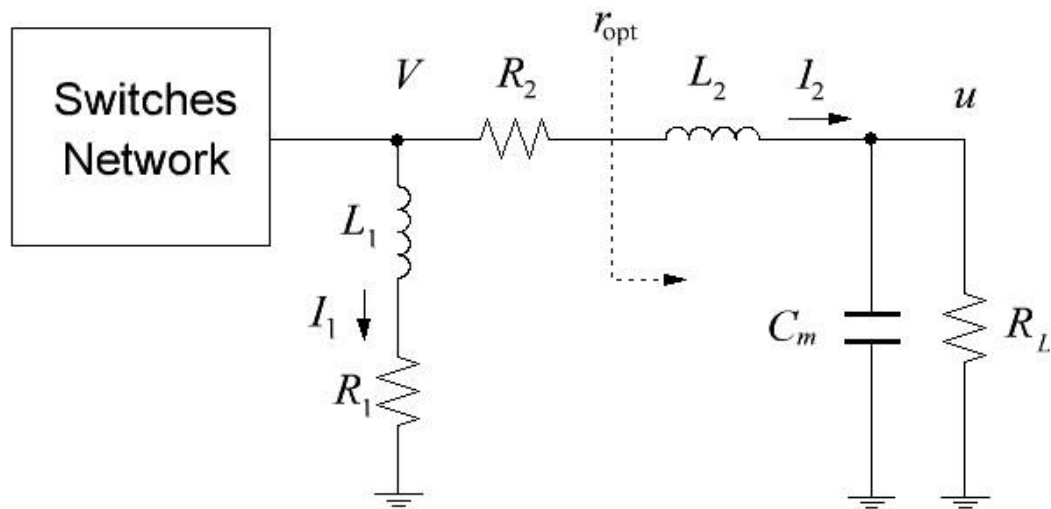 Switches
Network
V
R2
ropt
L2
I2
u
L1
I1
R1
Cm
RL